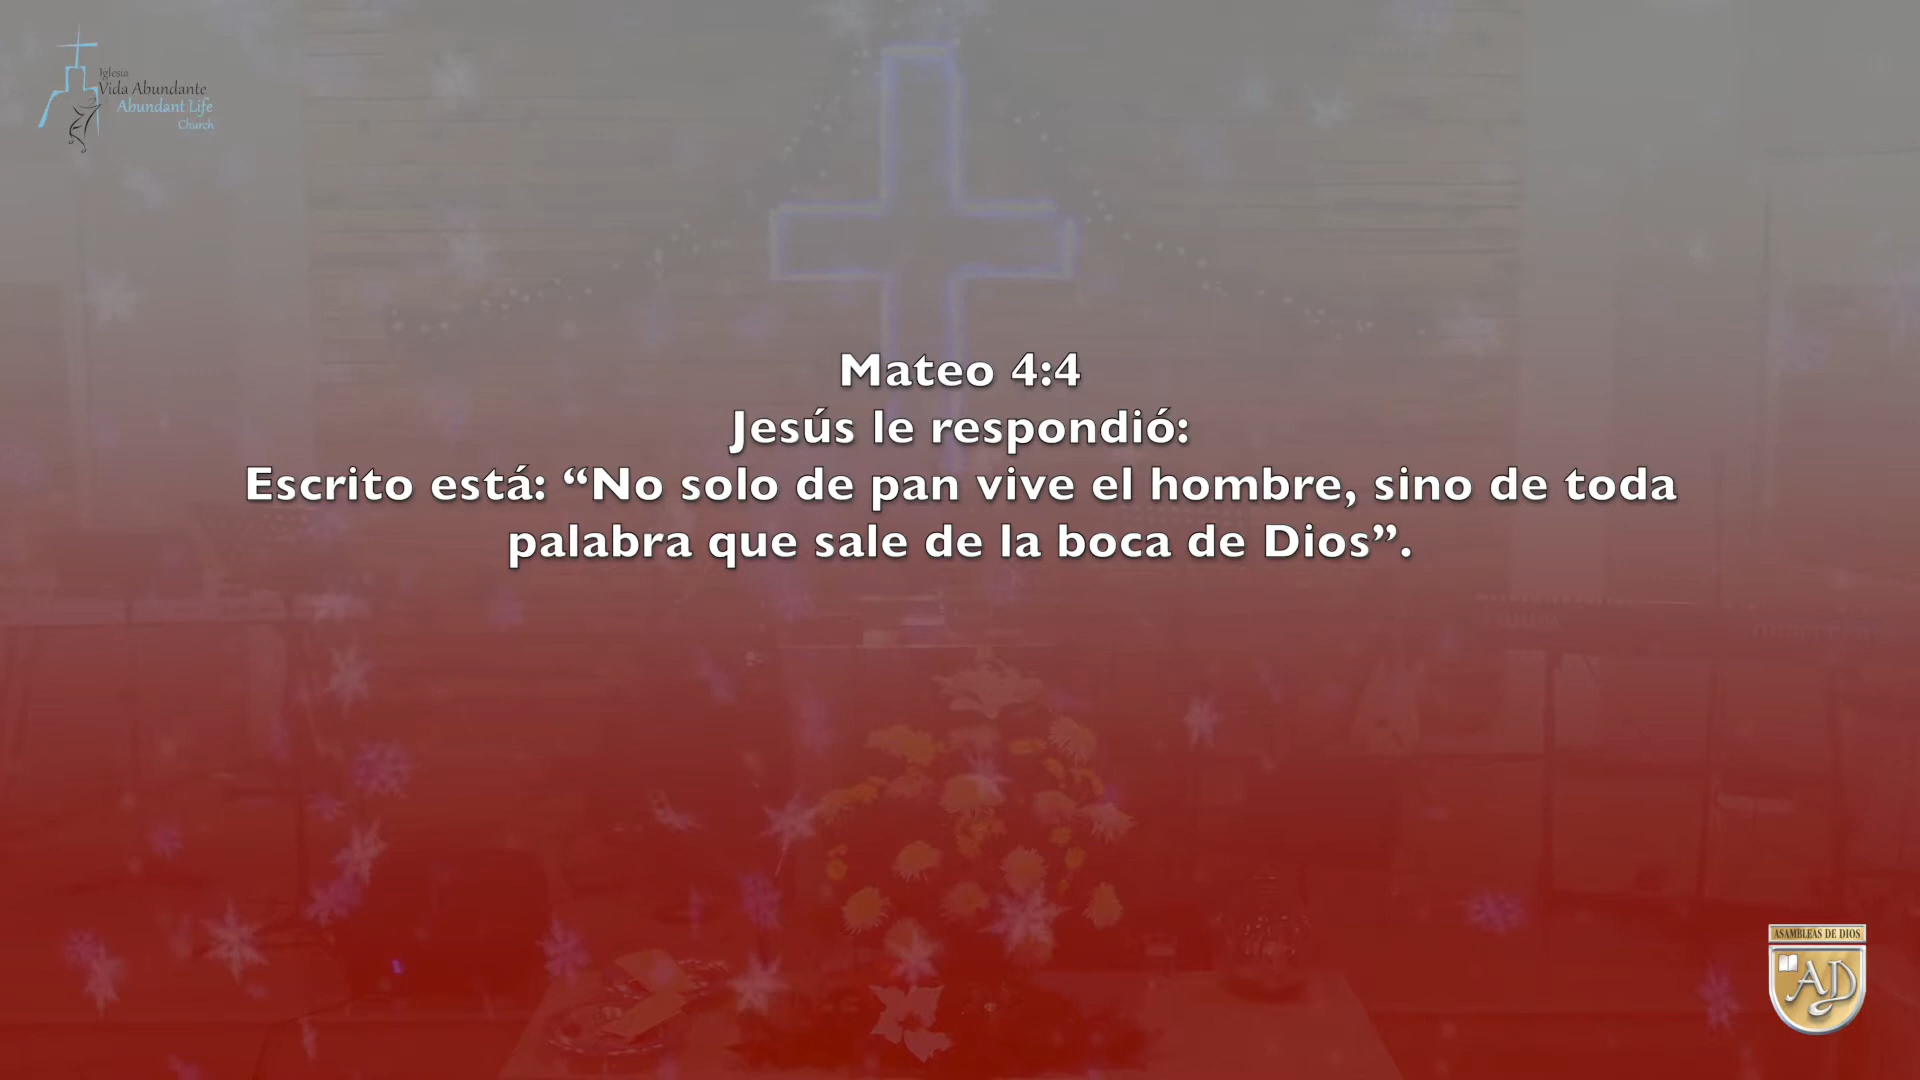 Iglesia
Vida Abundante
Abundant Life
Church
Mateo 4:4
Jesús le respondió:
Escrito está: “No solo de pan vive el hombre, sino de toda
palabra que sale de la boca de Dios”.
ASAMBLEAS DE DIOS
AD